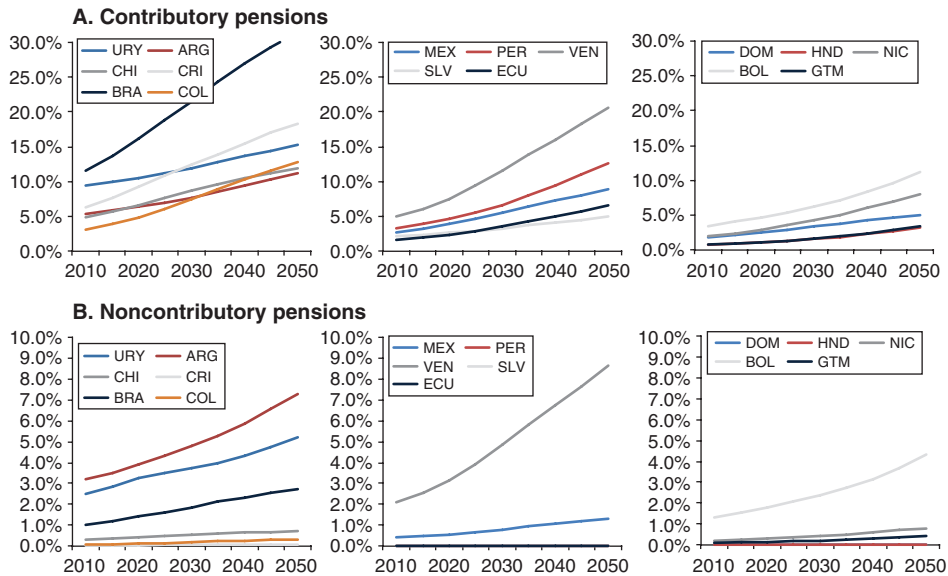 A. Contributory pensions
30.0%
25.0%
20.0%
15.0%
10.0%
5.0%
0.0%
URY ARG
CHI CRI
BRA COL
2010 2020 2030 2040 2050
30.0%
25.0%
20.0%
15.0%
10.0%
5.0%
0.0%
MEX PER VEN
SLV ECU
2010 2020 2030 2040 2050
30.0%
25.0%
20.0%
15.0%
10.0%
5.0%
0.0%
DOM HND NIC
BOL GTM
2010 2020 2030 2040 2050
B. Noncontributory pensions
10.0%
9.0%
8.0%
7.0%
6.0%
5.0%
4.0%
3.0%
2.0%
1.0%
0.0%
URY ARG
CHI CRI
BRA COL
2010 2020 2030 2040 2050
10.0%
9.0%
8.0%
7.0%
6.0%
5.0%
4.0%
3.0%
2.0%
1.0%
0.0%
MEX PER
VEN SLV
ECU
2010 2020 2030 2040 2050
10.0%
9.0%
8.0%
7.0%
6.0%
5.0%
4.0%
3.0%
2.0%
1.0%
0.0%
DOM HND NIC
BOL GTM
2010 2020 2030 2040 2050